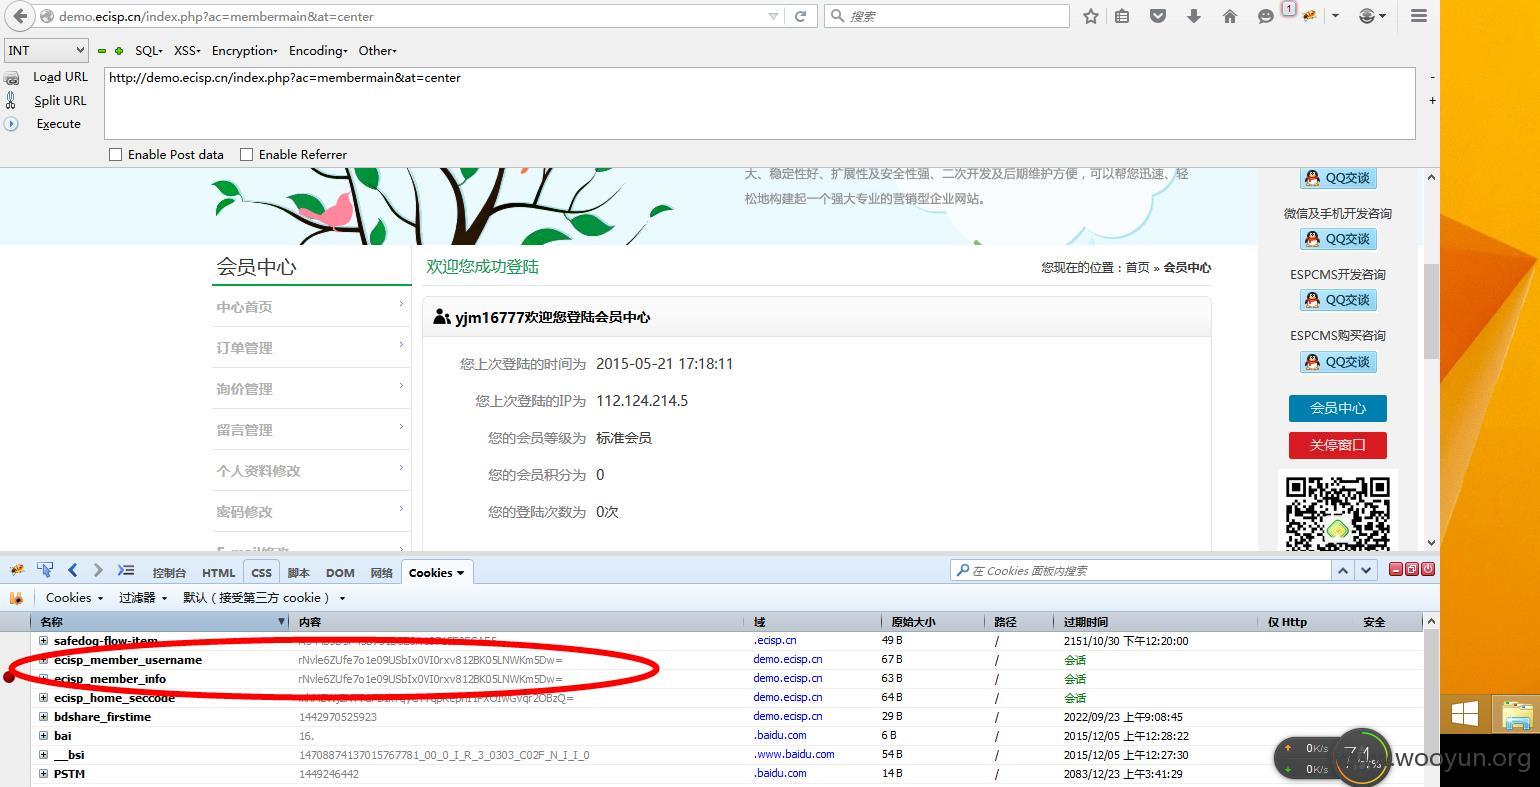 demo.ecisp.cn/index.php?ac=membermain&at=center
搜索
1
INT
SQL
XSS
Encryption
Encoding
Other
Load URL
http://demo.ecisp.cn/index.php?ac=membermain&at=center
Split URL
Execute
Enable Post data
Enable Referrer
大、稳定性好、扩展性及安全性强、二次开发及后期维护方便，可以帮您迅速、轻
松地构建起一个强大专业的营销型企业网站。
QQ交谈
微信及手机开发咨询
QQ交谈
ESPCMS开发咨询
QQ交谈
ESPCMS购买咨询
QQ交谈
会员中心
关停窗口
会员中心
欢迎您成功登陆
您现在的位置：首页 » 会员中心
中心首页
订单管理
询价管理
留言管理
个人资料修改
密码修改
yjm16777欢迎您登陆会员中心
您上次登陆的时间为 2015-05-21 17:18:11
您上次登陆的IP为 112.124.214.5
您的会员等级为 标准会员
您的会员积分为 0
您的登陆次数为 0次
控制台 HTML CSS 脚本 DOM 网络 Cookies
在 Cookies 面板内搜索
Cookies 过滤器 默认（接受第三方 cookie）
名称 内容 域 原始大小 路径 过期时间 仅 Http 安全
safedog-flow-item .ecisp.cn 49 B / 2151/10/30 下午12:20:00
ecisp_member_username rNvle6ZUfe7o1e09USbIx0VI0rxv812BK05LNWKm5Dw= demo.ecisp.cn 67 B / 会话
ecisp_member_info rNvle6ZUfe7o1e09USbIx0VI0rxv812BK05LNWKm5Dw= demo.ecisp.cn 63 B / 会话
ecisp_home_seccode demo.ecisp.cn 64 B / 会话
bdshare_firstime 1442970525923 demo.ecisp.cn 29 B / 2022/09/23 上午9:08:45
bai 16. .baidu.com 6 B / 2015/12/05 上午12:28:22
__bsi 14708874137015767781_00_0_I_R_3_0303_C02F_N_I_I_0 .www.baidu.com 54 B / 2015/12/05 上午12:27:30
PSTM 1449246442 .baidu.com 14 B / 2083/12/23 上午3:41:29
0K/s
0K/s
.wooyun.org